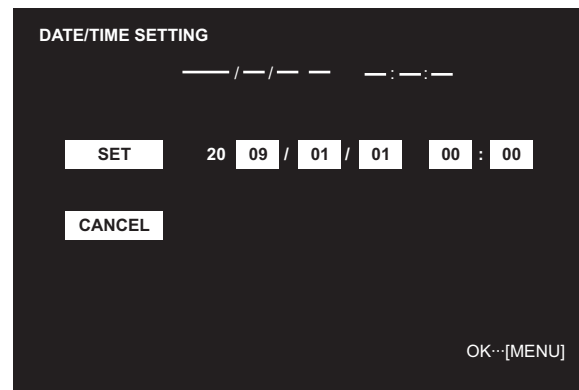 DATE/TIME SETTING
––––/––/–– –– ––:––:––
SET 20 09 / 01 / 01 00 : 00
CANCEL
OK···[MENU]